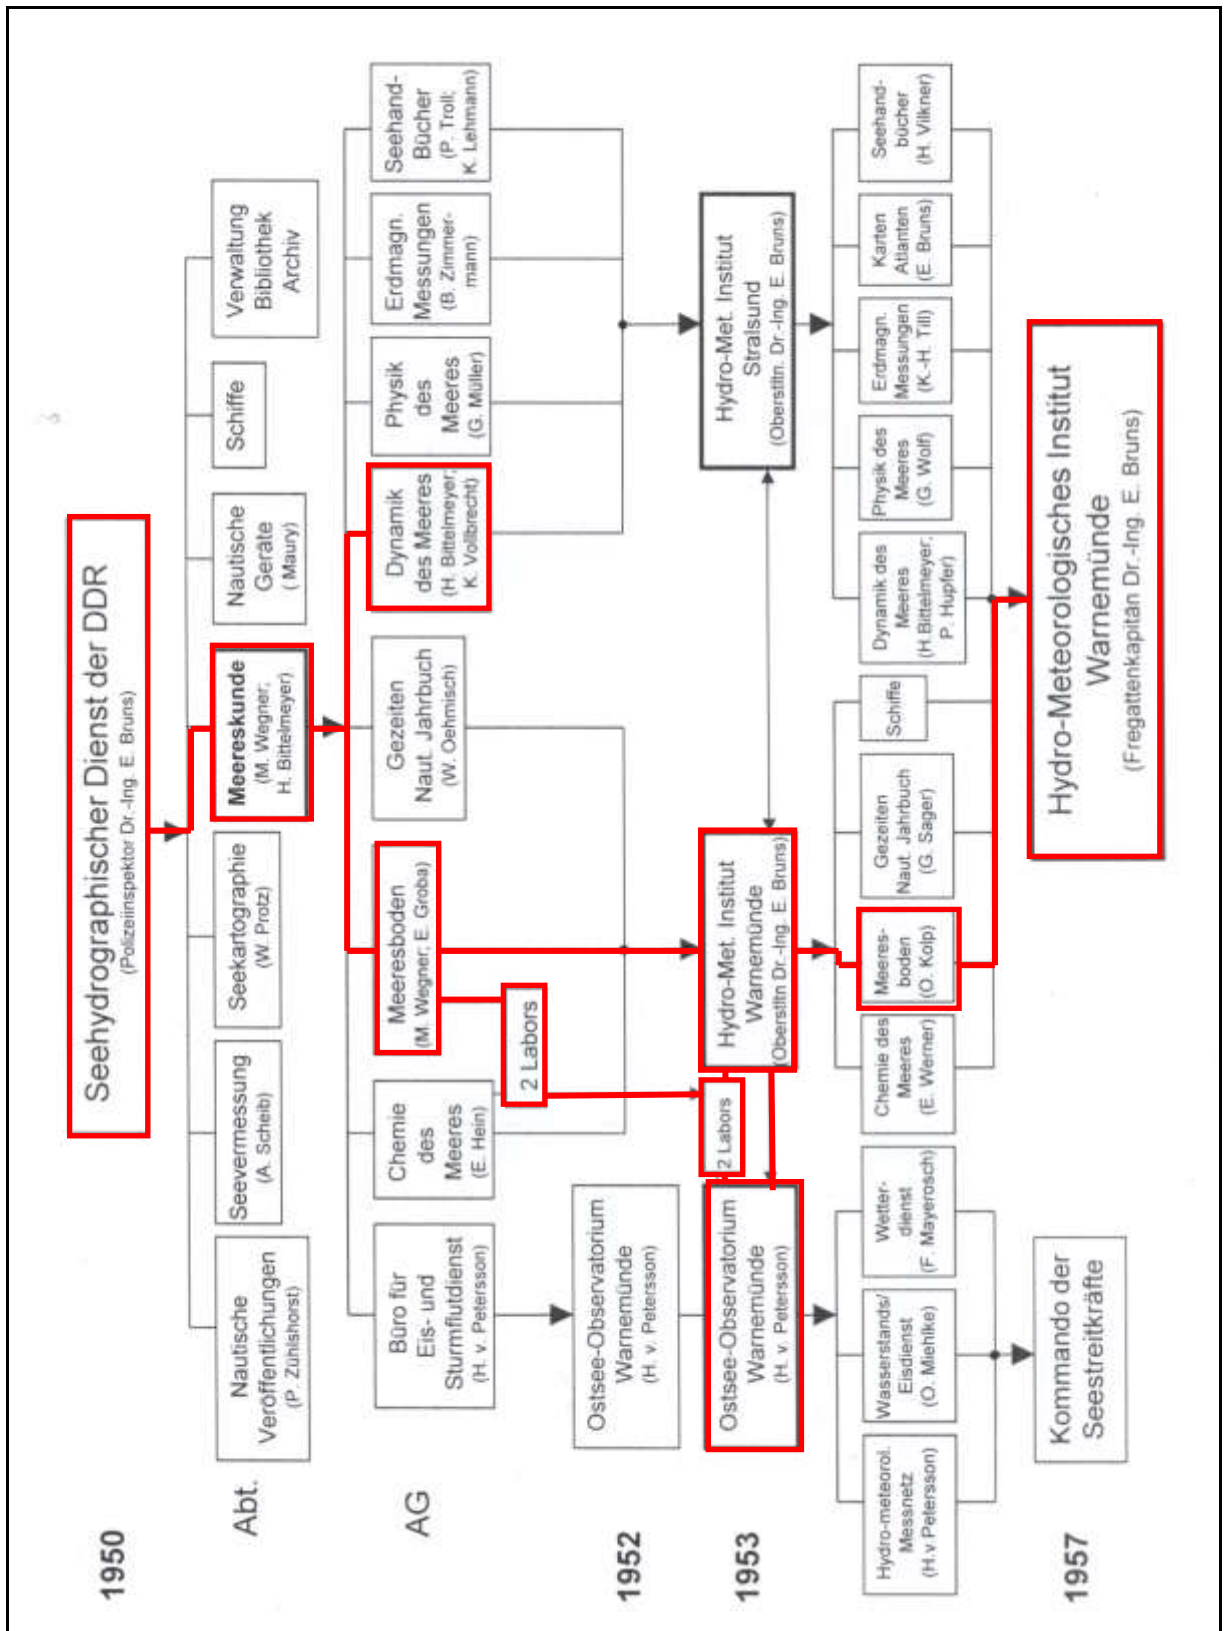 1950
Seehydrographischer Dienst der DDR
(Polizeiinspektor Dr.-Ing. E. Bruns)
Abt.
Nautische
Veröffentlichungen
(P. Zühlshorst)
Seevermessung
(A. Scheib)
Seekartographie
(W. Protz)
Meereskunde
(M. Wegner;
H. Bittelmeyer)
Nautische
Geräte
( Maury)
Schiffe
Verwaltung
Bibliothek
Archiv
AG
Büro für
Eis- und
Sturmflutdienst
(H. v. Petersson)
Chemie
des
Meeres
(E. Hein)
Meeresboden
(M. Wegner; E. Groba)
2 Labors
Gezeiten
Naut. Jahrbuch
(W. Oehmisch)
Dynamik
des Meeres
(H. Bittelmeyer;
K. Vollbrecht)
Physik
des
Meeres
(G. Müller)
Erdmagn.
Messungen
(B. Zimmer-
mann)
Seehand-
Bücher
(P. Troll;
K. Lehmann)
1952
Ostsee-Observatorium
Warnemünde
(H. v. Petersson)
1953
Ostsee-Observatorium
Warnemünde
(H. v. Petersson)
2 Labors
Hydro-Met. Institut
Warnemünde
(Oberstltn Dr.-Ing. E. Bruns)
Hydro-Met. Institut
Stralsund
(Oberstltn. Dr.-Ing. E. Bruns)
Hydro-meteorol.
Messnetz
(H.v Petersson)
Wasserstands/
Eisdienst
(O. Miehlke)
Wetter-
dienst
(F. Mayerosch)
Chemie des
Meeres
(E. Werner)
Meeres-
boden
(O. Kolp)
Gezeiten
Naut. Jahrbuch
(G. Sager)
Schiffe
Dynamik des
Meeres
(H.Bittelmeyer;
P. Hupfer)
Physik des
Meeres
(G. Wolf)
Erdmagn.
Messungen
(K.-H. Till)
Karten
Atlanten
(E. Bruns)
Seehand-
bücher
(H. Vilkner)
1957
Kommando der
Seestreitkräfte
Hydro-Meteorologisches Institut
Warnemünde
(Fregattenkapitän Dr.-Ing. E. Bruns)